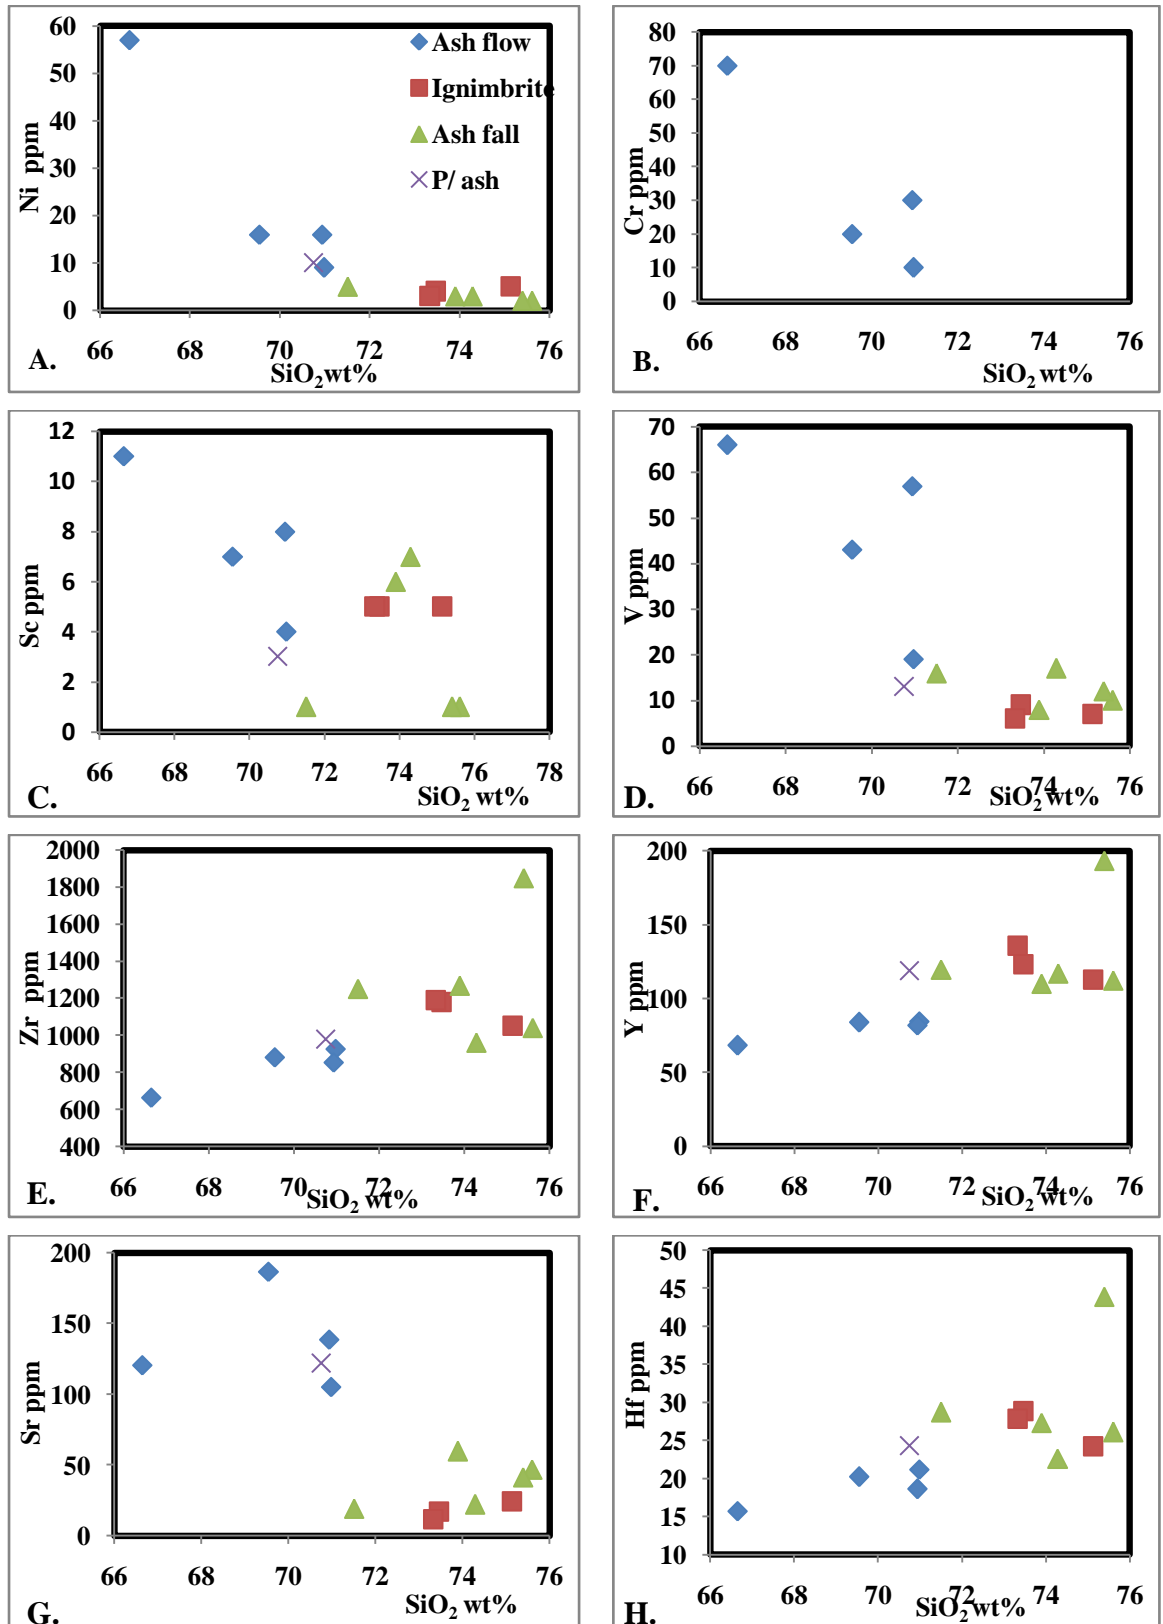 60
50
40
30
20
10
0
Ni ppm
Ash flow
Ignimbrite
Ash fall
P/ ash
66 68 70 72 74 76
SiO2wt%
A.
80
70
60
50
40
30
20
10
0
Cr ppm
66 68 70 72 74 76
SiO2 wt%
B.
12
10
8
6
4
2
0
Sc ppm
66 68 70 72 74 76 78
SiO2 wt%
C.
70
60
50
40
30
20
10
0
V ppm
66 68 70 72 74 76
SiO2 wt%
D.
2000
1800
1600
1400
1200
1000
800
600
400
Zr ppm
66 68 70 72 74 76
SiO2 wt%
E.
200
150
100
50
0
Y ppm
66 68 70 72 74 76
SiO2 wt%
F.
200
150
100
50
0
Sr ppm
66 68 70 72 74 76
SiO2 wt%
G.
50
45
40
35
30
25
20
15
10
Hf ppm
66 68 70 72 74 76
SiO2 wt%
H.